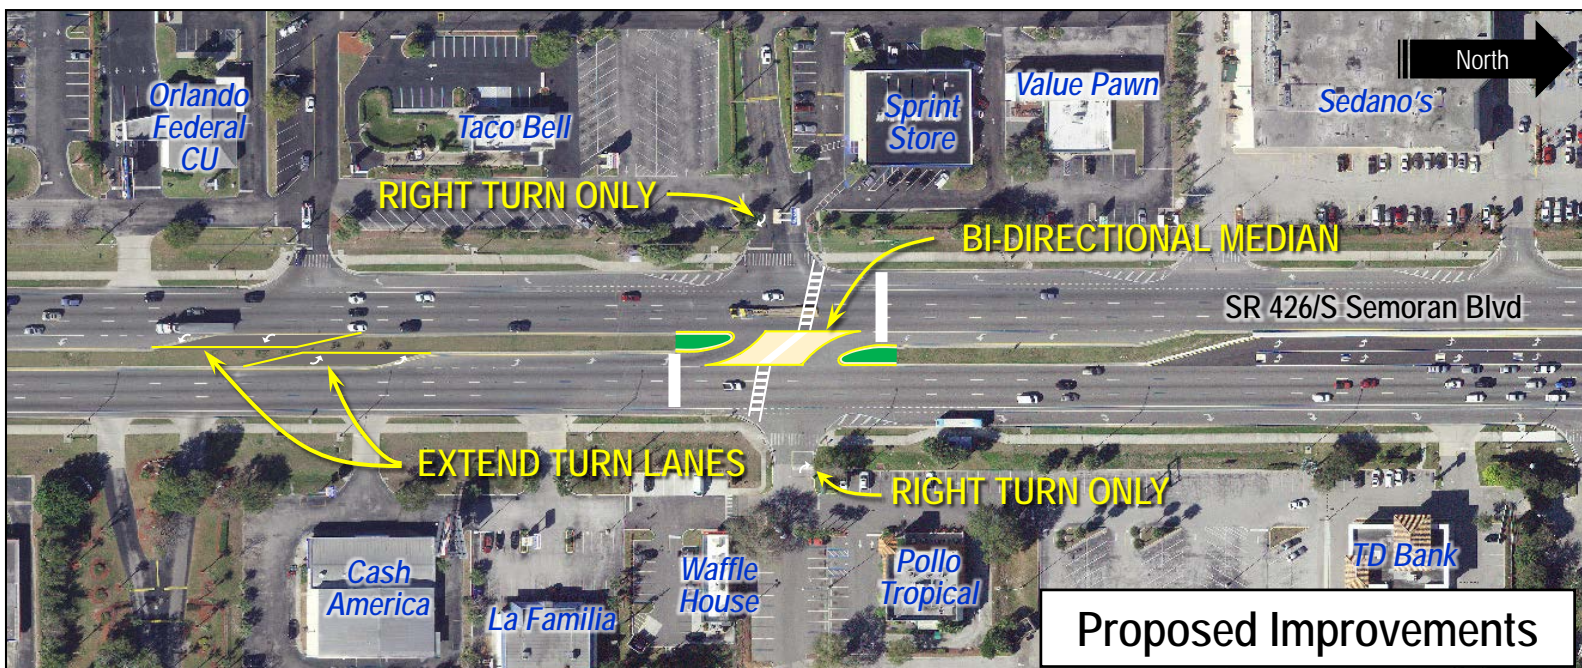 North
Orlando
Federal
CU
Taco Bell
Sprint
Store
Value Pawn
Sedano's
RIGHT TURN ONLY
BI-DIRECTIONAL MEDIAN
SR 426/S Semoran Blvd
EXTEND TURN LANES
RIGHT TURN ONLY
Cash
America
La Familia
Waffle
House
Pollo
Tropical
TD Bank
Proposed Improvements